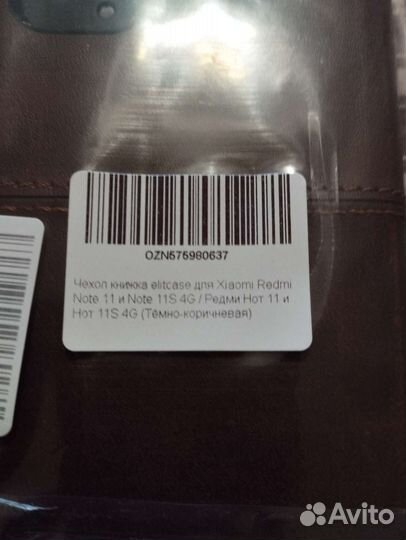 OZN575980637
Чехол книжка elitcase для Xiaomi Redmi
Note 11 и Note 11S 4G / Редми Нот 11 и
Нот 11S 4G (Тёмно-коричневая)
Avito